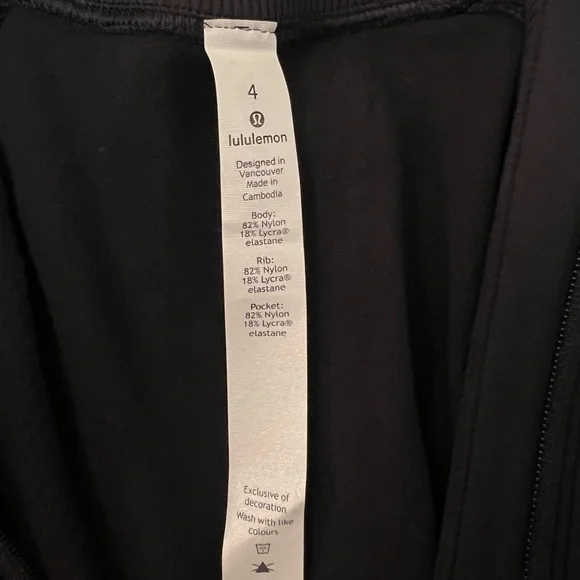 4
lululemon
Designed in
Vancouver
Made in
Cambodia
Body:
82% Nylon
18% Lycra®
elastane
Rib:
82% Nylon
18% Lycra®
elastane
Pocket:
82% Nylon
18% Lycra®
elastane
Exclusive of
decoration
Wash with like
colours